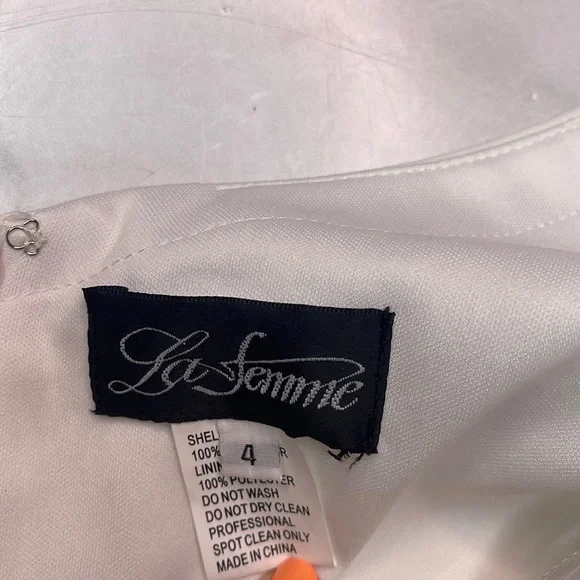 La Femme
4
SHEL
100% R
LININ
100% POLYESTER
DO NOT WASH
DO NOT DRY CLEAN
PROFESSIONAL
SPOT CLEAN ONLY
MADE IN CHINA